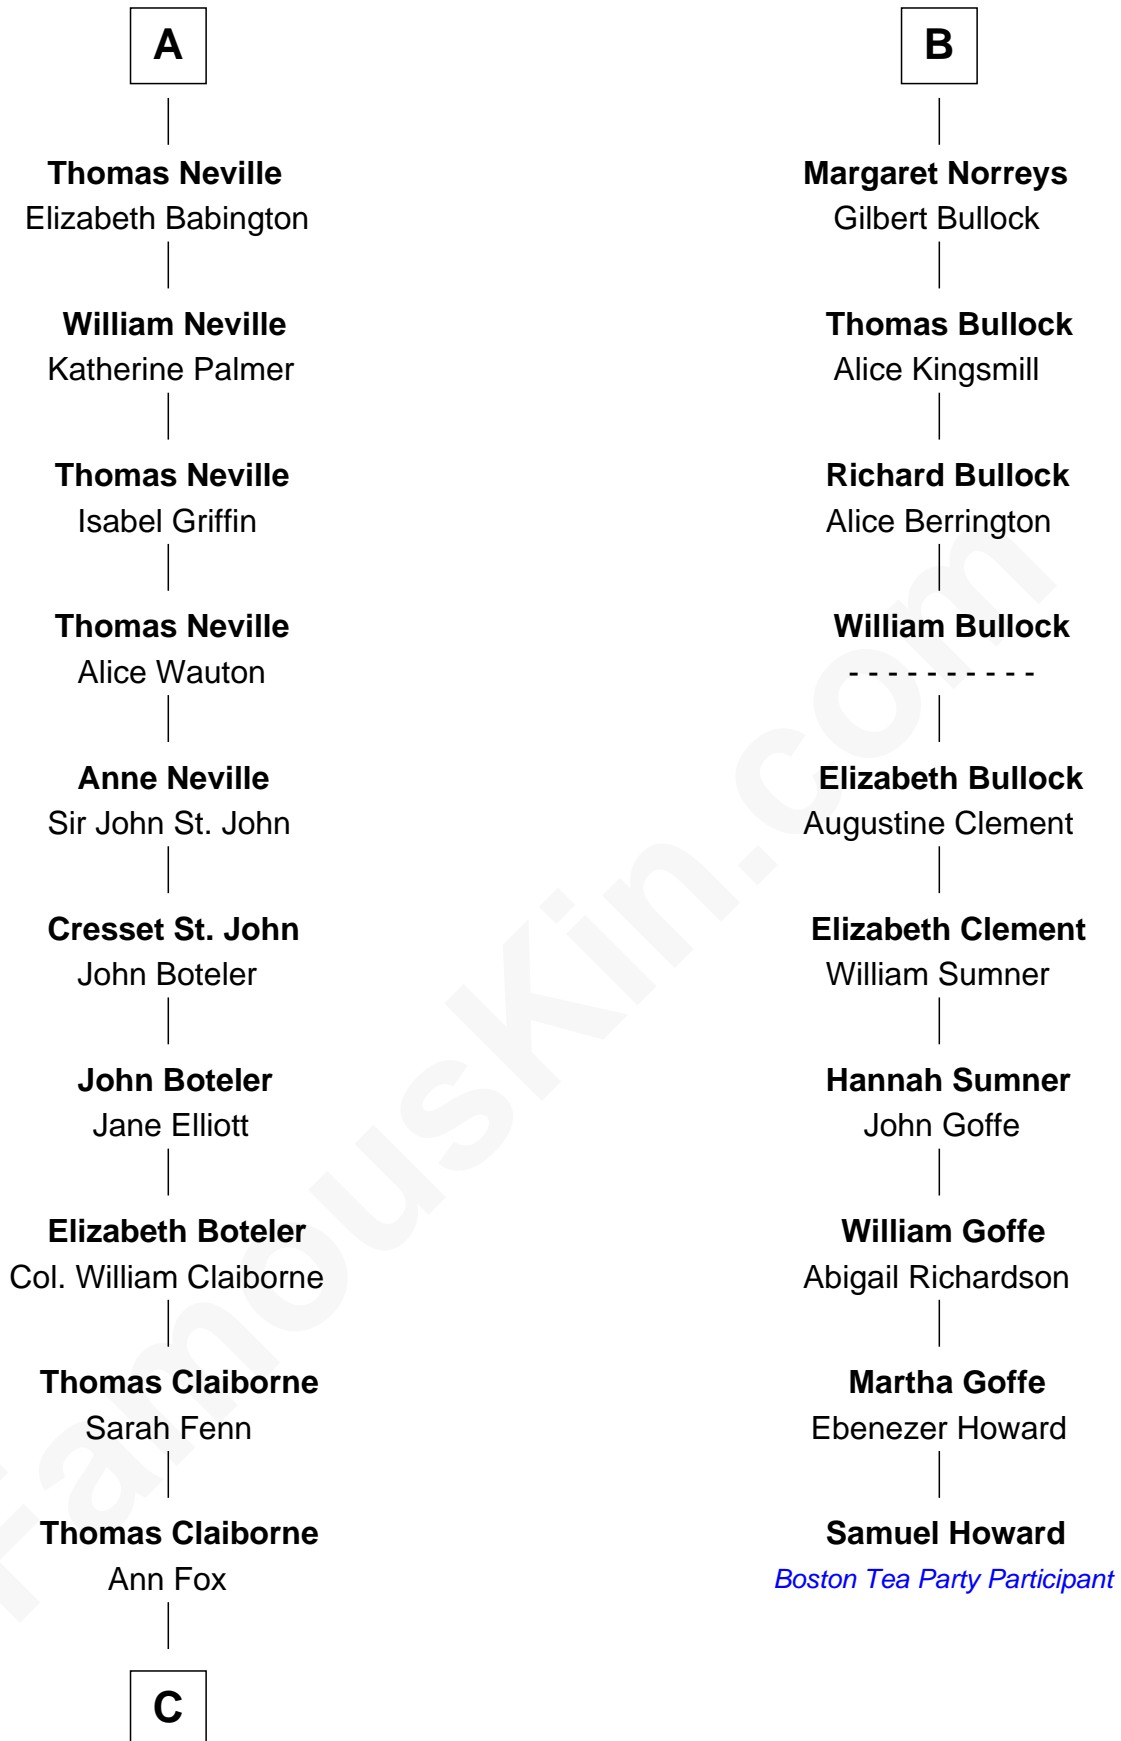 A
Thomas Neville
Elizabeth Babington
William Neville
Katherine Palmer
Thomas Neville
Isabel Griffin
Thomas Neville
Alice Wauton
Anne Neville
Sir John St. John
Cresset St. John
John Boteler
John Boteler
Jane Elliott
Elizabeth Boteler
Col. William Claiborne
Thomas Claiborne
Sarah Fenn
Thomas Claiborne
Ann Fox
C
B
Margaret Norreys
Gilbert Bullock
Thomas Bullock
Alice Kingsmill
Richard Bullock
Alice Berrington
William Bullock
- - - - - - - - - -
Elizabeth Bullock
Augustine Clement
Elizabeth Clement
William Sumner
Hannah Sumner
John Goffe
William Goffe
Abigail Richardson
Martha Goffe
Ebenezer Howard
Samuel Howard
Boston Tea Party Participant
FamousKin.com